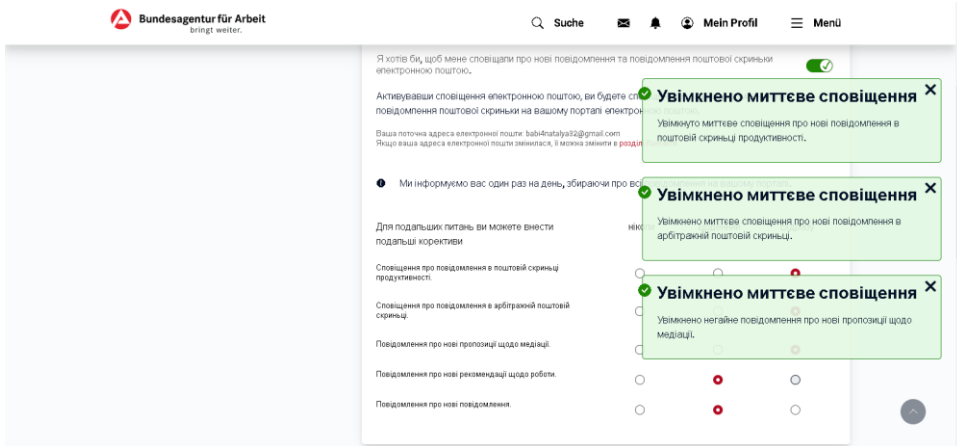 Bundesagentur für Arbeit
bringt weiter.
Suche
Mein Profil
Menü
Я хотів би, щоб мене сповіщали про нові повідомлення та повідомлення поштової скриньки
електронною поштою.
Увімкнено миттєве сповіщення
Увімкнуто миттєве сповіщення про нові повідомлення в
поштовій скриньці продуктивності.
Активувавши сповіщення електронною поштою, ви будете
повідомлення поштової скриньки на вашому порталі
Ваша поточна адреса електронної пошти: babi4natalya32@gmail.com
Якщо ваша адреса електронної пошти змінилася, її можна змінити в
Ми інформуємо вас один раз на день, збираючи про
Увімкнено миттєве сповіщення
Увімкнено миттєве сповіщення про нові повідомлення в
арбітражній поштовій скриньці.
Для подальших питань ви можете внести
подальші корективи
Сповіщення про повідомлення в поштовій скриньці
продуктивності.
Увімкнено миттєве сповіщення
Увімкнено негайне повідомлення про нові пропозиції щодо
медіації.
Сповіщення про повідомлення в арбітражній поштовій
скриньці.
Повідомлення про нові пропозиції щодо медіації.
Повідомлення про нові рекомендації щодо роботи.
Повідомлення про нові повідомлення.